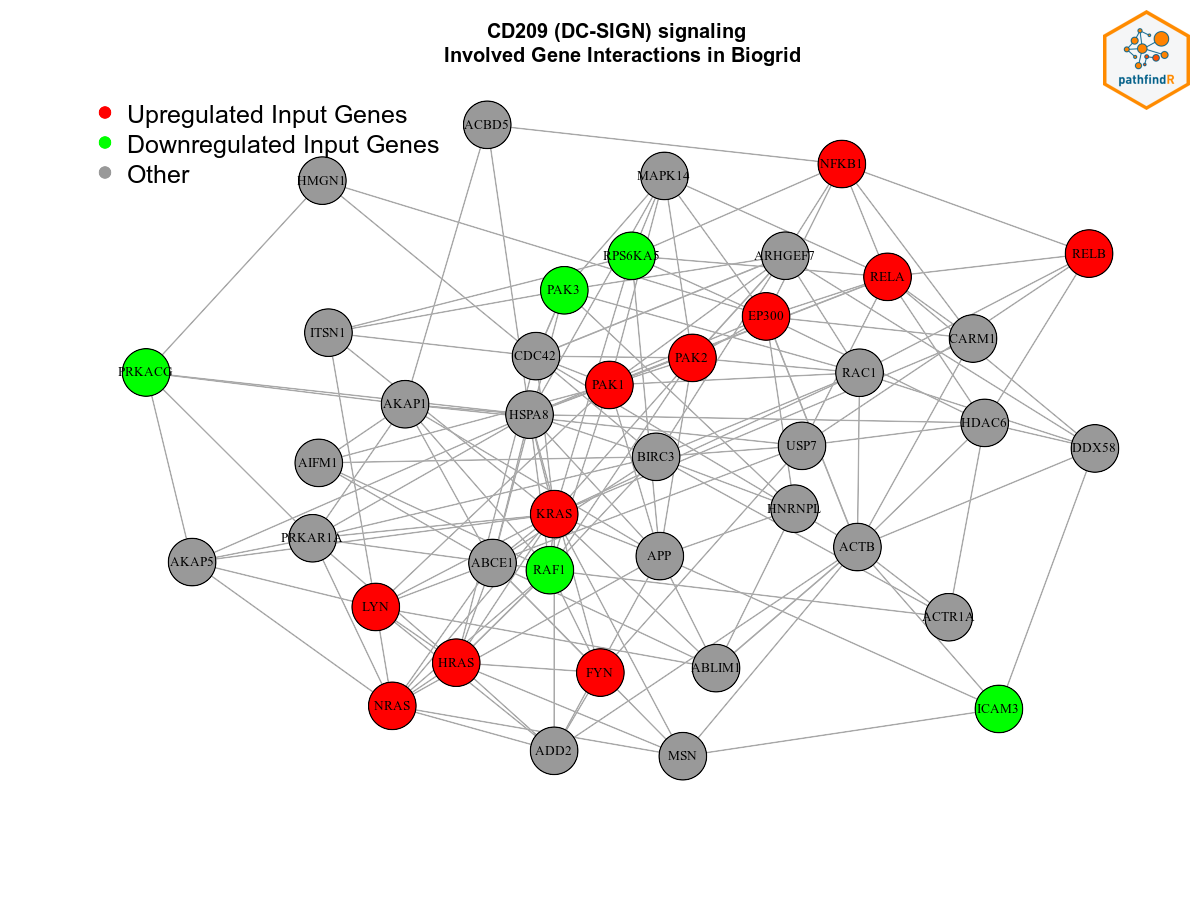 CD209 (DC-SIGN) signaling
Involved Gene Interactions in Biogrid
pathfindR
Upregulated Input Genes
Downregulated Input Genes
Other
ACBD5
NFKB1
HMGN1
MAPK14
RPS6KA5
ARHGEF7
RELB
RELA
PAK3
EP300
ITSN1
CARM1
CDC42
PAK2
PRKACG
RAC1
PAK1
AKAP1
HSPA8
HDAC6
USP7
DDX58
BIRC3
AIFM1
HNRNPL
KRAS
PRKAR1A
ACTB
APP
AKAP5
ABCE1
RAF1
LYN
ACTR1A
HRAS
ABLIM1
FYN
NRAS
ICAM3
ADD2
MSN